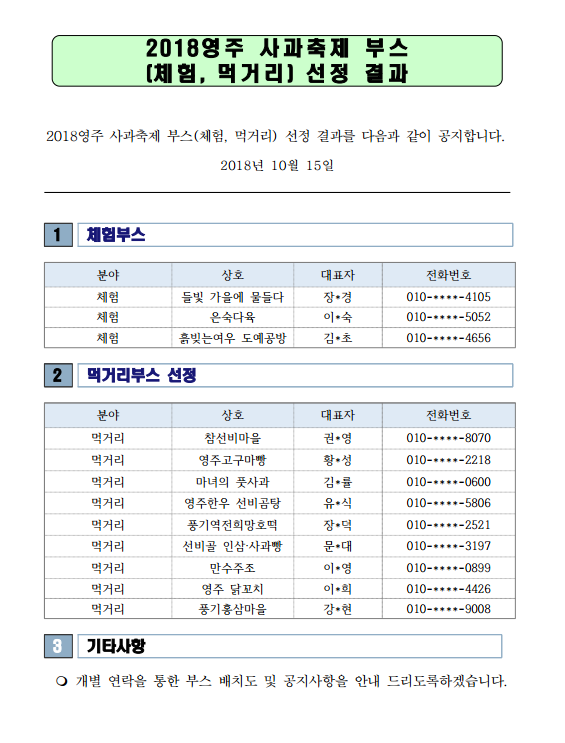 2018영주 사과축제 부스
(체험, 먹거리) 선정 결과
2018영주 사과축제 부스(체험, 먹거리) 선정 결과를 다음과 같이 공지합니다.
2018년 10월 15일
1 체험부스
분야 상호 대표자 전화번호
체험 들빛 가을에 물들다 장*경 010-****-4105
체험 은숙다육 이*숙 010-****-5052
체험 흙빚는여우 도예공방 김*초 010-****-4656
2 먹거리부스 선정
분야 상호 대표자 전화번호
먹거리 참선비마을 권*영 010-****-8070
먹거리 영주고구마빵 황*성 010-****-2218
먹거리 마녀의 풋사과 김*률 010-****-0600
먹거리 영주한우 선비곰탕 유*식 010-****-5806
먹거리 풍기역전희망호떡 장*덕 010-****-2521
먹거리 선비골 인삼·사과빵 문*대 010-****-3197
먹거리 만수주조 이*영 010-****-0899
먹거리 영주 닭꼬치 이*희 010-****-4426
먹거리 풍기홍삼마을 강*현 010-****-9008
3 기타사항
❍ 개별 연락을 통한 부스 배치도 및 공지사항을 안내 드리도록하겠습니다.